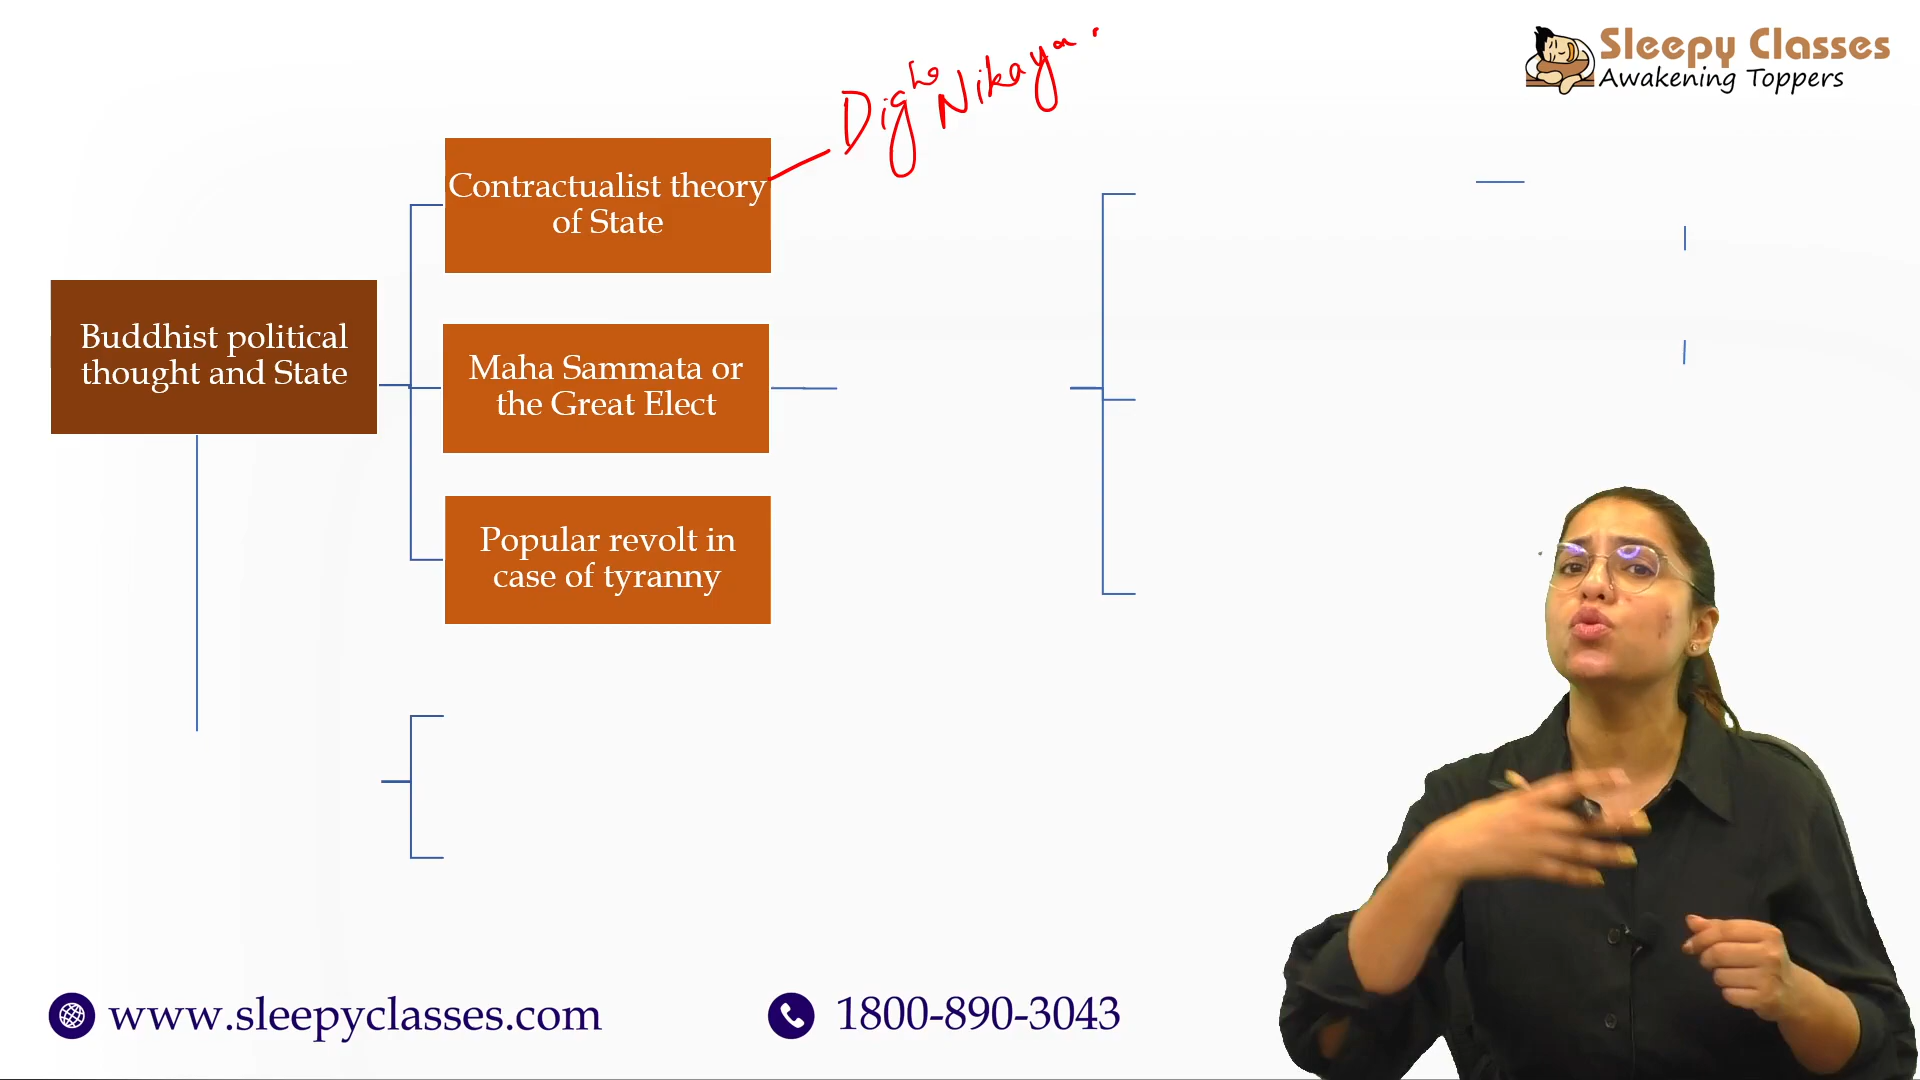 Sleepy Classes
Awakening Toppers
Digha Nikaya
Contractualist theory
of State
Buddhist political
thought and State
Maha Sammata or
the Great Elect
Popular revolt in
case of tyranny
www.sleepyclasses.com
1800-890-3043